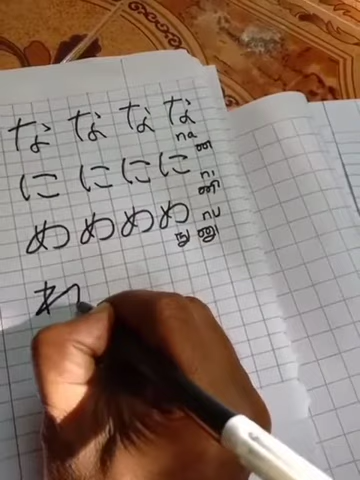 な な な な na ன
に に に に ni னி
ぬ ぬ ぬ ぬ nu நு னு